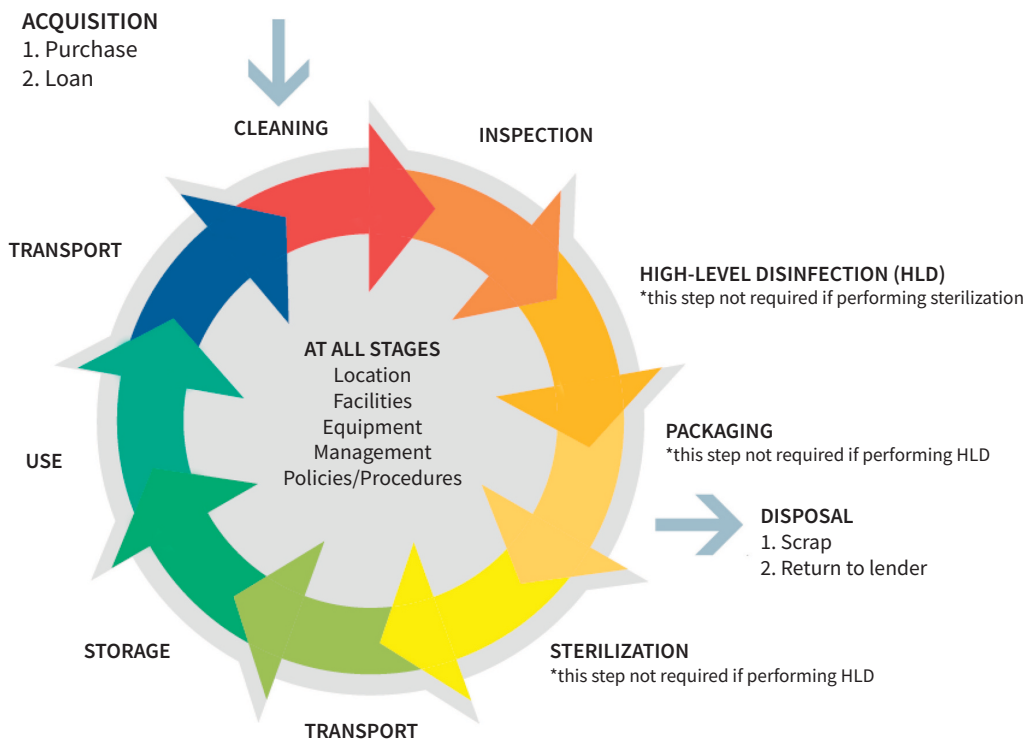 ACQUISITION
1. Purchase
2. Loan
CLEANING
INSPECTION
HIGH-LEVEL DISINFECTION (HLD)
*this step not required if performing sterilization
PACKAGING
*this step not required if performing HLD
DISPOSAL
1. Scrap
2. Return to lender
STERILIZATION
*this step not required if performing HLD
TRANSPORT
STORAGE
USE
TRANSPORT
AT ALL STAGES
Location
Facilities
Equipment
Management
Policies/Procedures